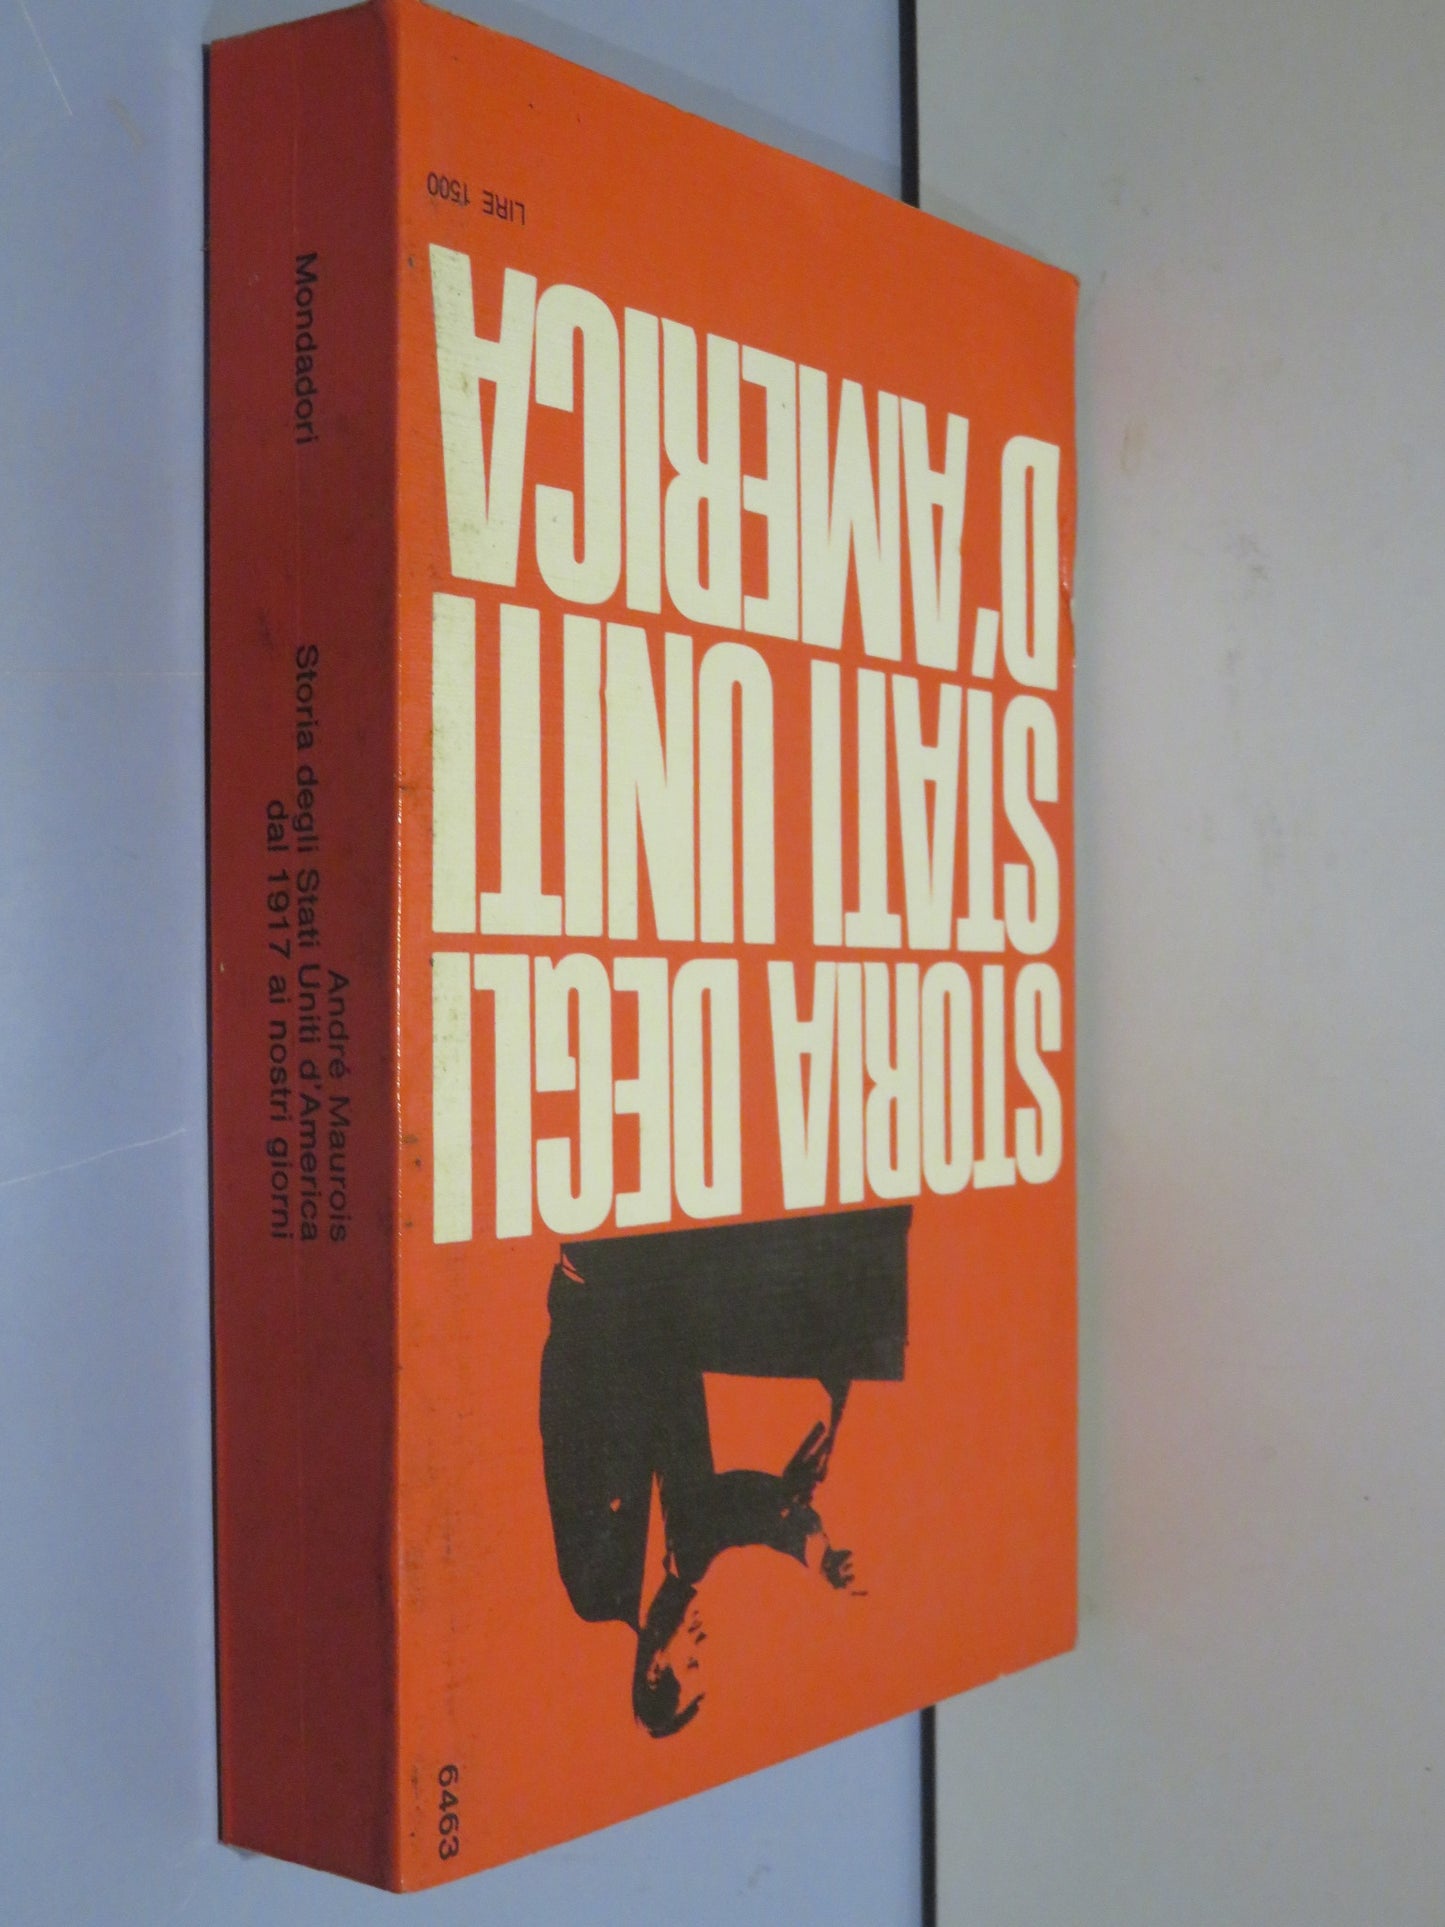 André Maurois
Storia degli Stati Uniti d'America
dal 1917 ai nostri giorni
Mondadori
6463
STORIA DEGLI
STATI UNITI
D'AMERICA
LIRE 1500